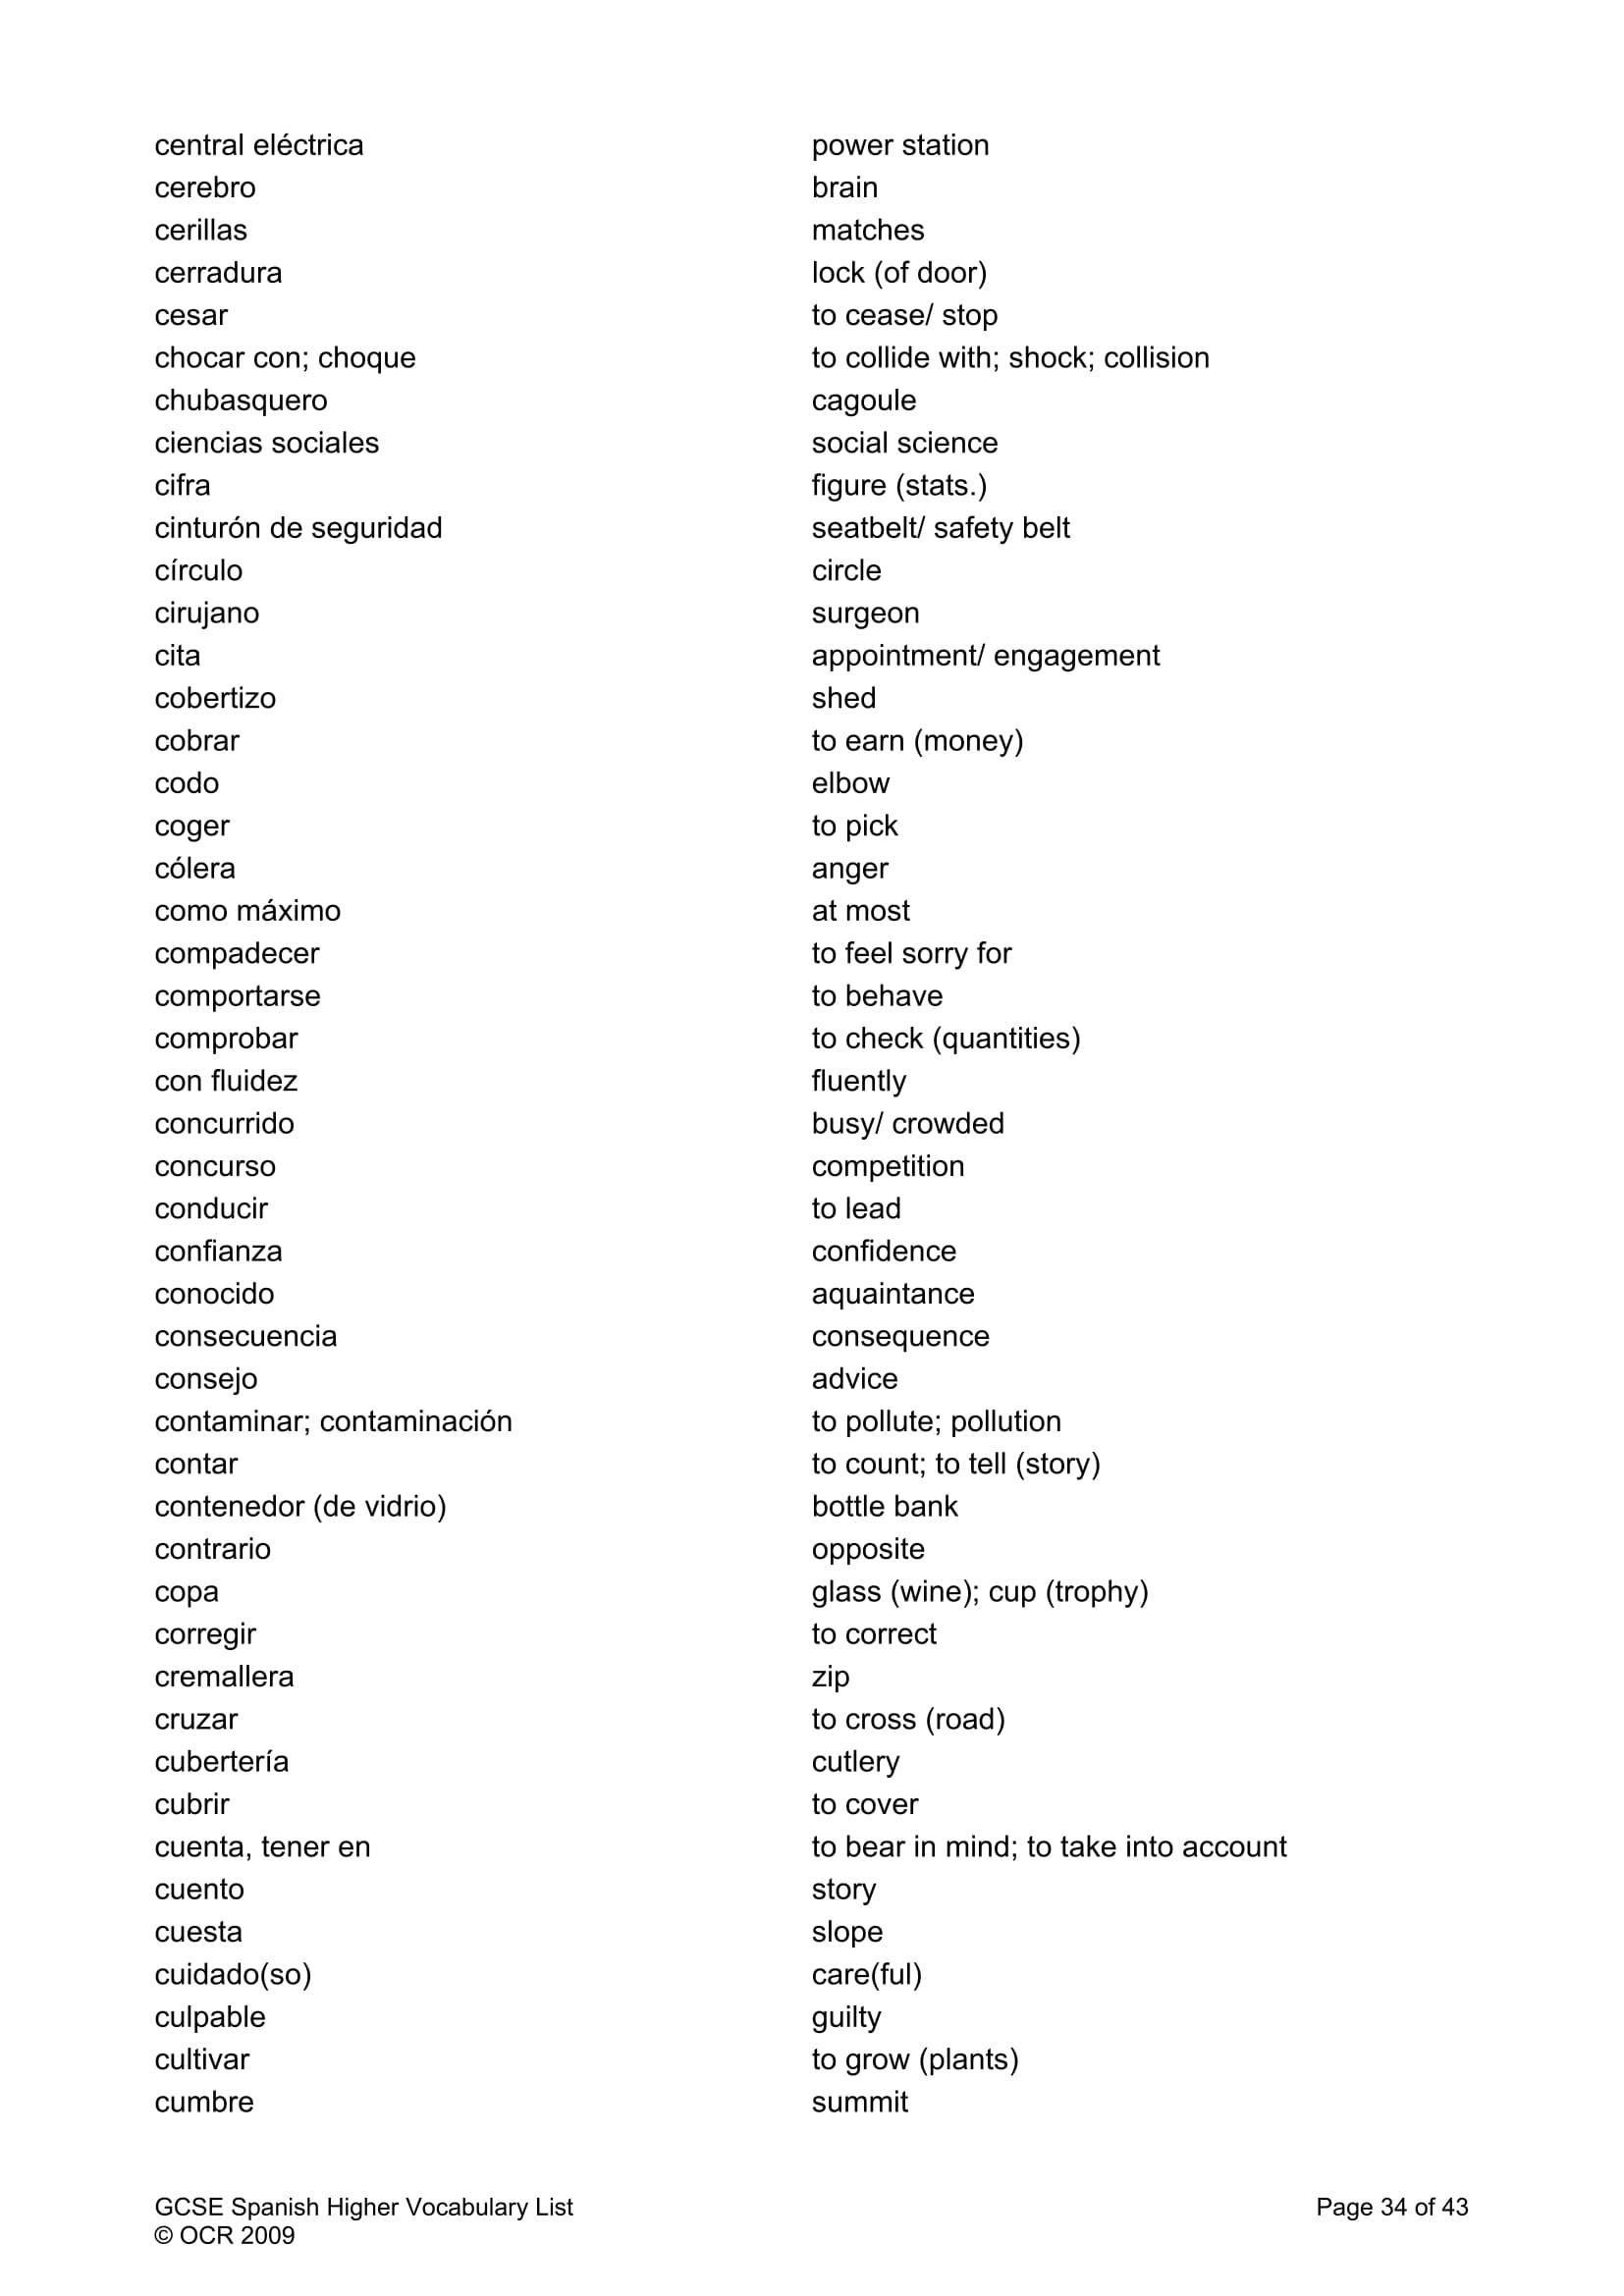 central eléctrica power station
cerebro brain
cerillas matches
cerradura lock (of door)
cesar to cease/ stop
chocar con; choque to collide with; shock; collision
chubasquero cagoule
ciencias sociales social science
cifra figure (stats.)
cinturón de seguridad seatbelt/ safety belt
círculo circle
cirujano surgeon
cita appointment/ engagement
cobertizo shed
cobrar to earn (money)
codo elbow
coger to pick
cólera anger
como máximo at most
compadecer to feel sorry for
comportarse to behave
comprobar to check (quantities)
con fluidez fluently
concurrido busy/ crowded
concurso competition
conducir to lead
confianza confidence
conocido aquaintance
consecuencia consequence
consejo advice
contaminar; contaminación to pollute; pollution
contar to count; to tell (story)
contenedor (de vidrio) bottle bank
contrario opposite
copa glass (wine); cup (trophy)
corregir to correct
cremallera zip
cruzar to cross (road)
cubertería cutlery
cubrir to cover
cuenta, tener en to bear in mind; to take into account
cuento story
cuesta slope
cuidado(so) care(ful)
culpable guilty
cultivar to grow (plants)
cumbre summit
GCSE Spanish Higher Vocabulary List Page 34 of 43
© OCR 2009